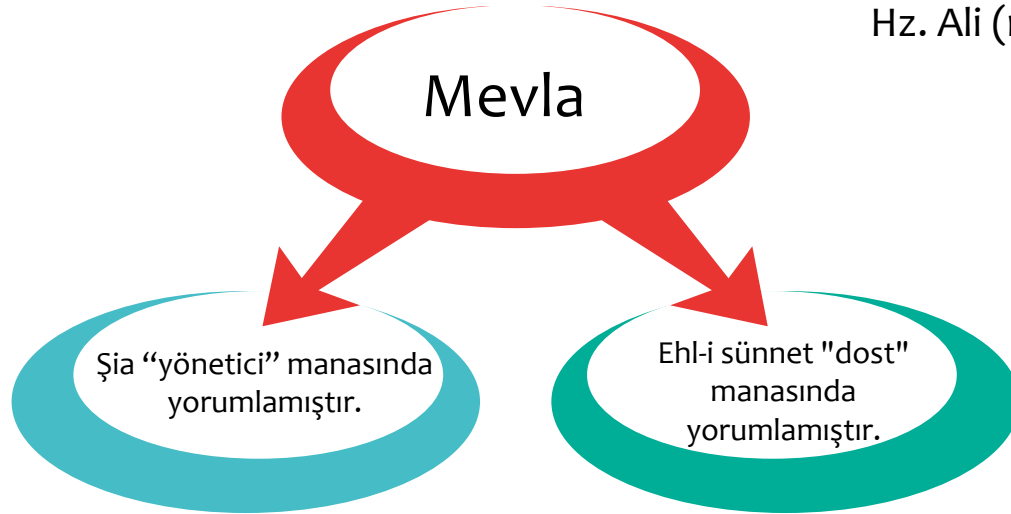 Hz. Ali (
Mevla
Şia “yönetici” manasında
yorumlamıştır.
Ehl-i sünnet "dost"
manasında
yorumlamıştır.